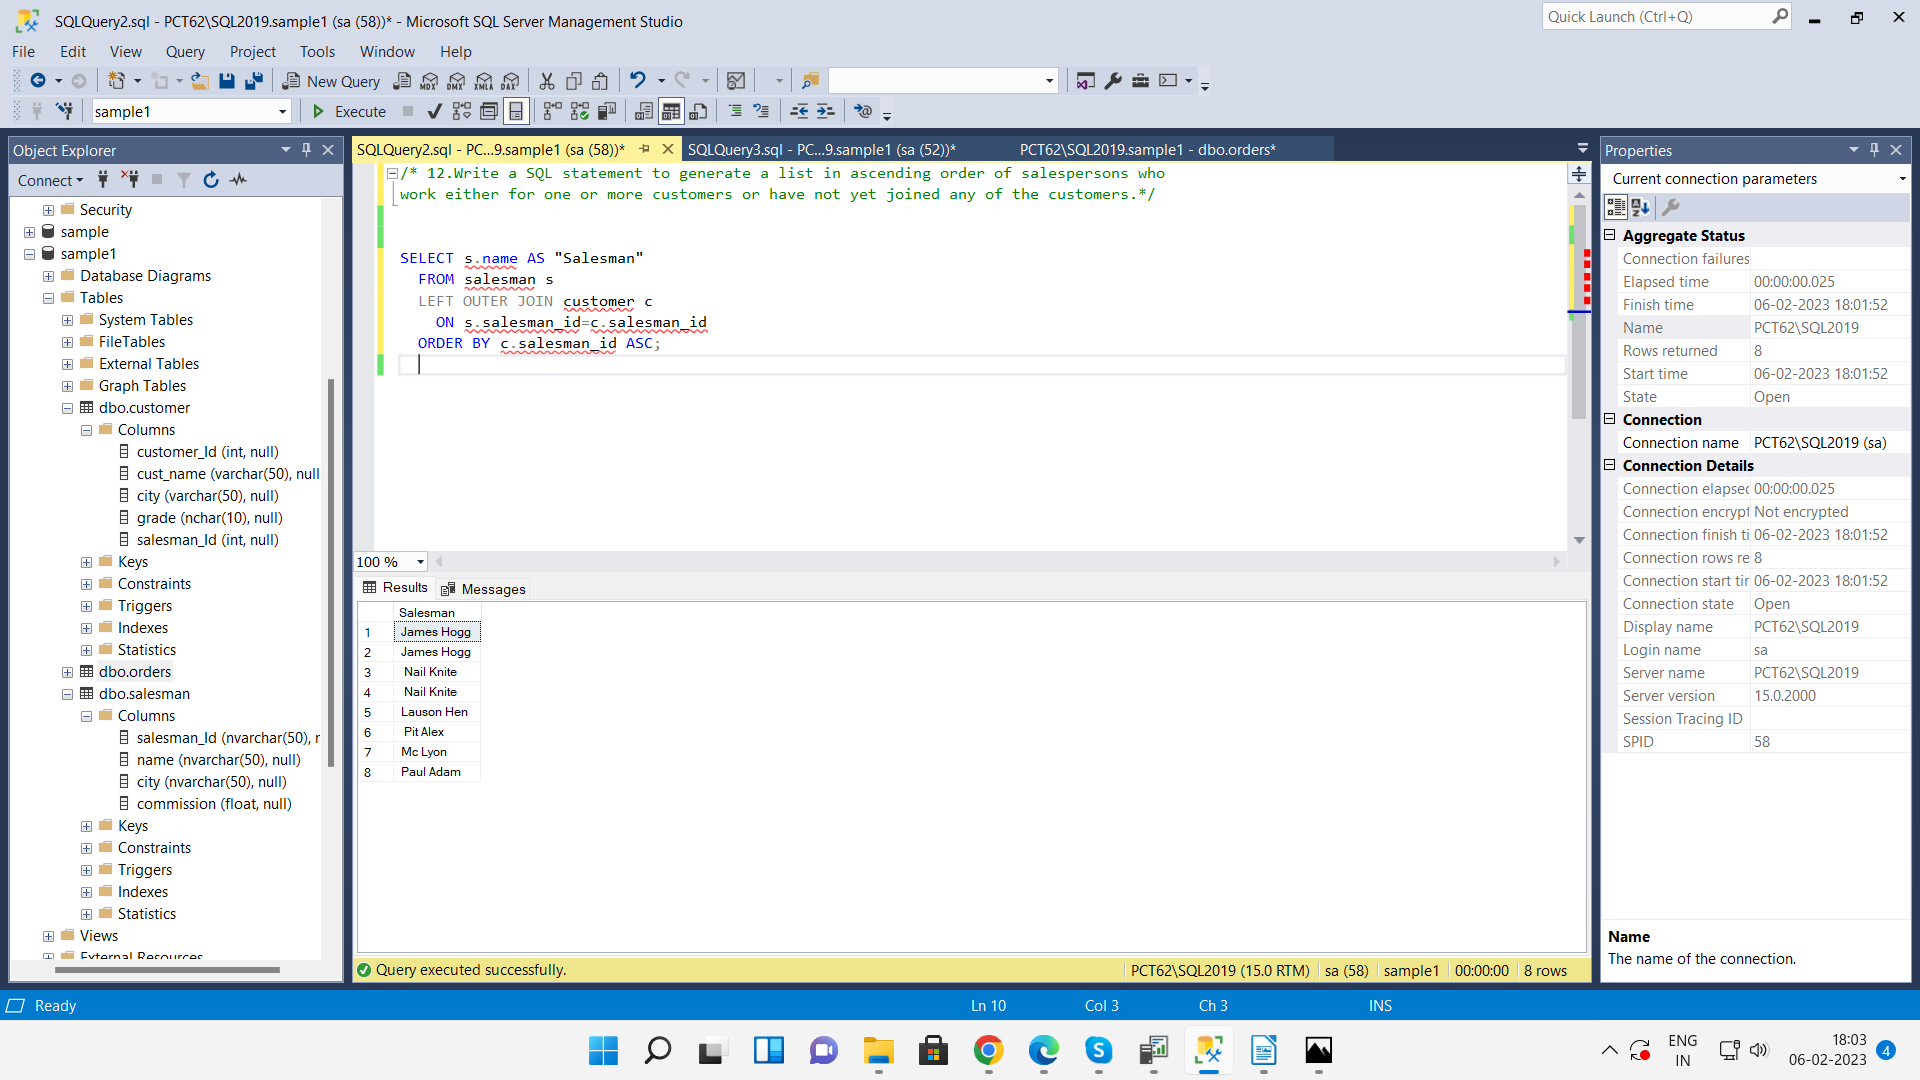 SQLQuery2.sql - PCT62\SQL2019.sample1 (sa (58))* - Microsoft SQL Server Management Studio
Quick Launch (Ctrl+Q)
File Edit View Query Project Tools Window Help
New Query
MDX DMX XMLA DAX
sample1
Execute
Object Explorer
Connect
Security
sample
sample1
Database Diagrams
Tables
System Tables
FileTables
External Tables
Graph Tables
dbo.customer
Columns
customer_Id (int, null)
cust_name (varchar(50), null
city (varchar(50), null)
grade (nchar(10), null)
salesman_Id (int, null)
Keys
Constraints
Triggers
Indexes
Statistics
dbo.orders
dbo.salesman
Columns
salesman_Id (nvarchar(50), r
name (nvarchar(50), null)
city (nvarchar(50), null)
commission (float, null)
Keys
Constraints
Triggers
Indexes
Statistics
Views
External Resources
SQLQuery2.sql - PC...9.sample1 (sa (58))*
SQLQuery3.sql - PC...9.sample1 (sa (52))*
PCT62\SQL2019.sample1 - dbo.orders*
/* 12.Write a SQL statement to generate a list in ascending order of salespersons who
work either for one or more customers or have not yet joined any of the customers.*/
SELECT s.name AS "Salesman"
FROM salesman s
LEFT OUTER JOIN customer c
ON s.salesman_id=c.salesman_id
ORDER BY c.salesman_id ASC;
100 %
Results
Messages
Salesman
1 James Hogg
2 James Hogg
3 Nail Knite
4 Nail Knite
5 Lauson Hen
6 Pit Alex
7 Mc Lyon
8 Paul Adam
Query executed successfully.
PCT62\SQL2019 (15.0 RTM) sa (58) sample1 00:00:00 8 rows
Properties
Current connection parameters
Aggregate Status
Connection failures
Elapsed time 00:00:00.025
Finish time 06-02-2023 18:01:52
Name PCT62\SQL2019
Rows returned 8
Start time 06-02-2023 18:01:52
State Open
Connection
Connection name PCT62\SQL2019 (sa)
Connection Details
Connection elapsed 00:00:00.025
Connection encrypt Not encrypted
Connection finish ti 06-02-2023 18:01:52
Connection rows re 8
Connection start tir 06-02-2023 18:01:52
Connection state Open
Display name PCT62\SQL2019
Login name sa
Server name PCT62\SQL2019
Server version 15.0.2000
Session Tracing ID
SPID 58
Name
The name of the connection.
Ready
Ln 10
Col 3
Ch 3
INS
ENG
IN
18:03
06-02-2023
4